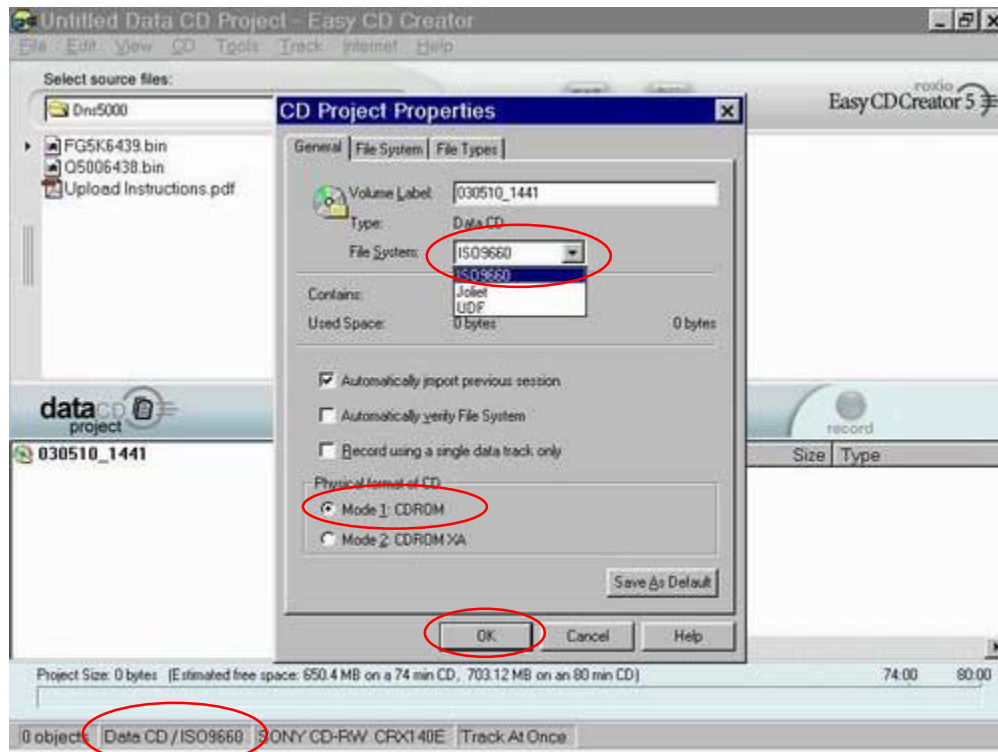 Untitled Data CD Project - Easy CD Creator
File Edit View CD Tools Track Internet Help
Select source files:
Dns5000
roxio
Easy CD Creator 5
FG5K6439.bin
Q5006438.bin
Upload Instructions.pdf
CD Project Properties
General File System File Types
Volume Label: 030510_1441
Type: Data CD
File System: ISO9660
ISO9660
Joliet
UDF
Contains:
Used Space: 0 bytes 0 bytes
Automatically import previous session
Automatically verify File System
Record using a single data track only
Physical format of CD
Mode 1: CDROM
Mode 2: CDROM XA
Save As Default
OK Cancel Help
data CD
project
record
030510_1441
Size Type
Project Size: 0 bytes (Estimated free space: 650.4 MB on a 74 min CD, 703.12 MB on an 80 min CD) 74:00 80:00
0 objects Data CD / ISO9660 SONY CD-RW CRX140E Track At Once